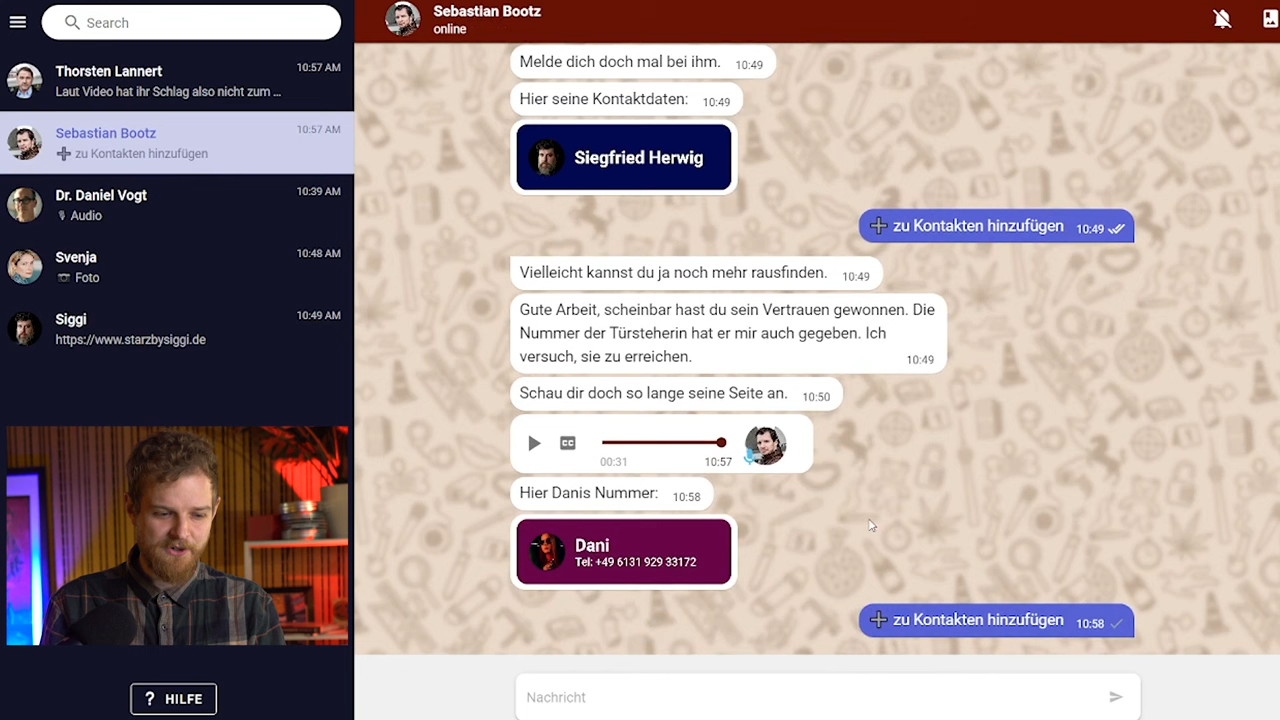 Search
Thorsten Lannert
10:57 AM
Laut Video hat ihr Schlag also nicht zum ...
Sebastian Bootz
10:57 AM
zu Kontakten hinzufügen
Dr. Daniel Vogt
10:39 AM
Audio
Svenja
10:48 AM
Foto
Siggi
10:49 AM
https://www.starzbysiggi.de
? HILFE
Sebastian Bootz
online
Melde dich doch mal bei ihm. 10:49
Hier seine Kontaktdaten: 10:49
Siegfried Herwig
zu Kontakten hinzufügen 10:49
Vielleicht kannst du ja noch mehr rausfinden. 10:49
Gute Arbeit, scheinbar hast du sein Vertrauen gewonnen. Die
Nummer der Türsteherin hat er mir auch gegeben. Ich
versuch, sie zu erreichen. 10:49
Schau dir doch so lange seine Seite an. 10:50
CC
00:31 10:57
Hier Danis Nummer: 10:58
Dani
Tel: +49 6131 929 33172
zu Kontakten hinzufügen 10:58
Nachricht